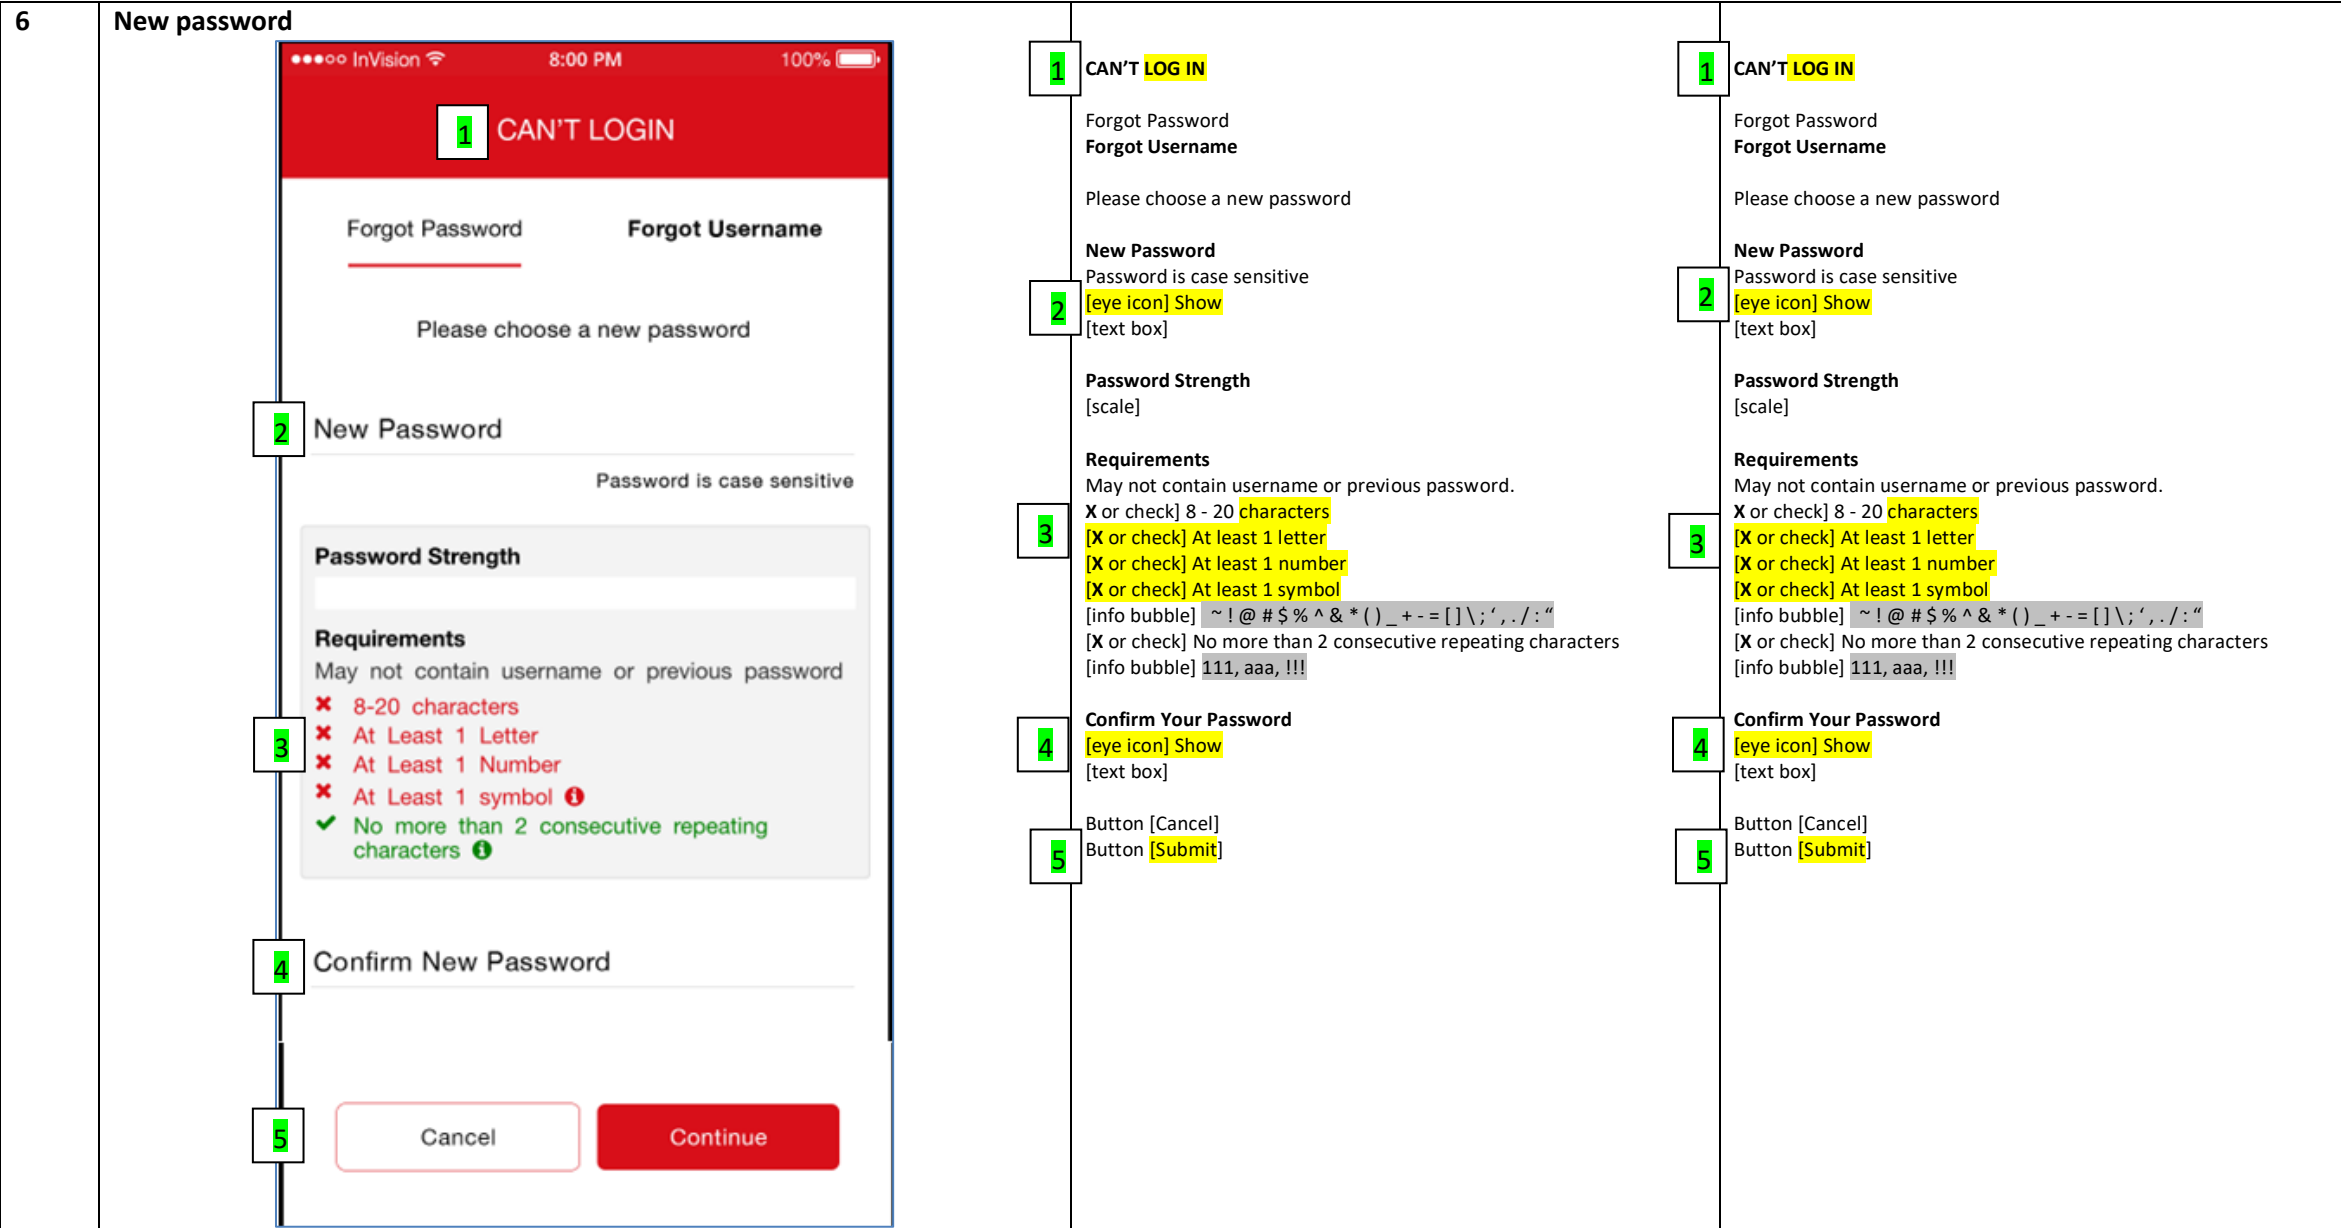 6
New password
●●●○○ InVision 8:00 PM 100%
1 CAN'T LOGIN
Forgot Password Forgot Username
Please choose a new password
2 New Password
Password is case sensitive
Password Strength
Requirements
May not contain username or previous password
✖ 8-20 characters
✖ At Least 1 Letter
3 ✖ At Least 1 Number
✖ At Least 1 symbol
✔ No more than 2 consecutive repeating
characters
4 Confirm New Password
5 Cancel Continue
1 CAN’T LOG IN
Forgot Password
Forgot Username
Please choose a new password
New Password
Password is case sensitive
2 [eye icon] Show
[text box]
Password Strength
[scale]
Requirements
May not contain username or previous password.
X or check] 8 - 20 characters
3 [X or check] At least 1 letter
[X or check] At least 1 number
[X or check] At least 1 symbol
[info bubble] ~ ! @ # $ % ^ & * ( ) _ + - = [ ] \ ; ‘ , . / : “
[X or check] No more than 2 consecutive repeating characters
[info bubble] 111, aaa, !!!
Confirm Your Password
4 [eye icon] Show
[text box]
Button [Cancel]
5 Button [Submit]
1 CAN’T LOG IN
Forgot Password
Forgot Username
Please choose a new password
New Password
Password is case sensitive
2 [eye icon] Show
[text box]
Password Strength
[scale]
Requirements
May not contain username or previous password.
X or check] 8 - 20 characters
3 [X or check] At least 1 letter
[X or check] At least 1 number
[X or check] At least 1 symbol
[info bubble] ~ ! @ # $ % ^ & * ( ) _ + - = [ ] \ ; ‘ , . / : “
[X or check] No more than 2 consecutive repeating characters
[info bubble] 111, aaa, !!!
Confirm Your Password
4 [eye icon] Show
[text box]
Button [Cancel]
5 Button [Submit]